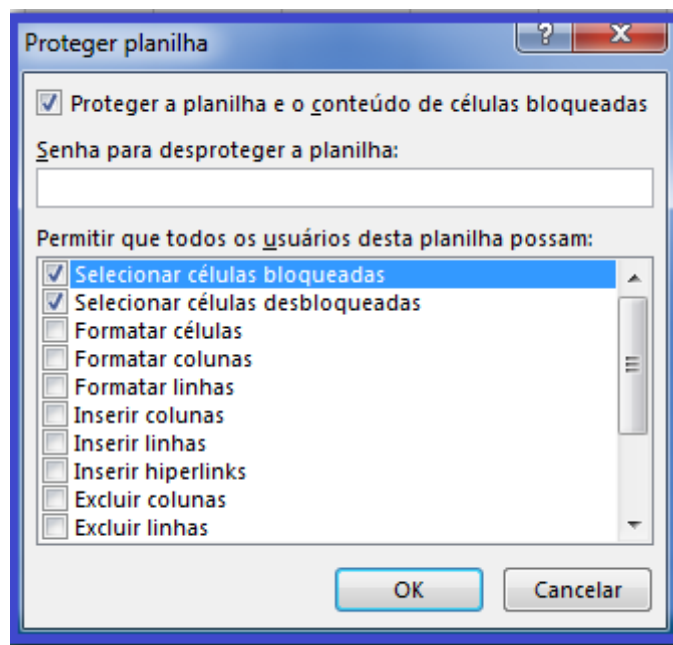 Proteger planilha
?
Proteger a planilha e o conteúdo de células bloqueadas
Senha para desproteger a planilha:
Permitir que todos os usuários desta planilha possam:
Selecionar células bloqueadas
Selecionar células desbloqueadas
Formatar células
Formatar colunas
Formatar linhas
Inserir colunas
Inserir linhas
Inserir hiperlinks
Excluir colunas
Excluir linhas
OK Cancelar